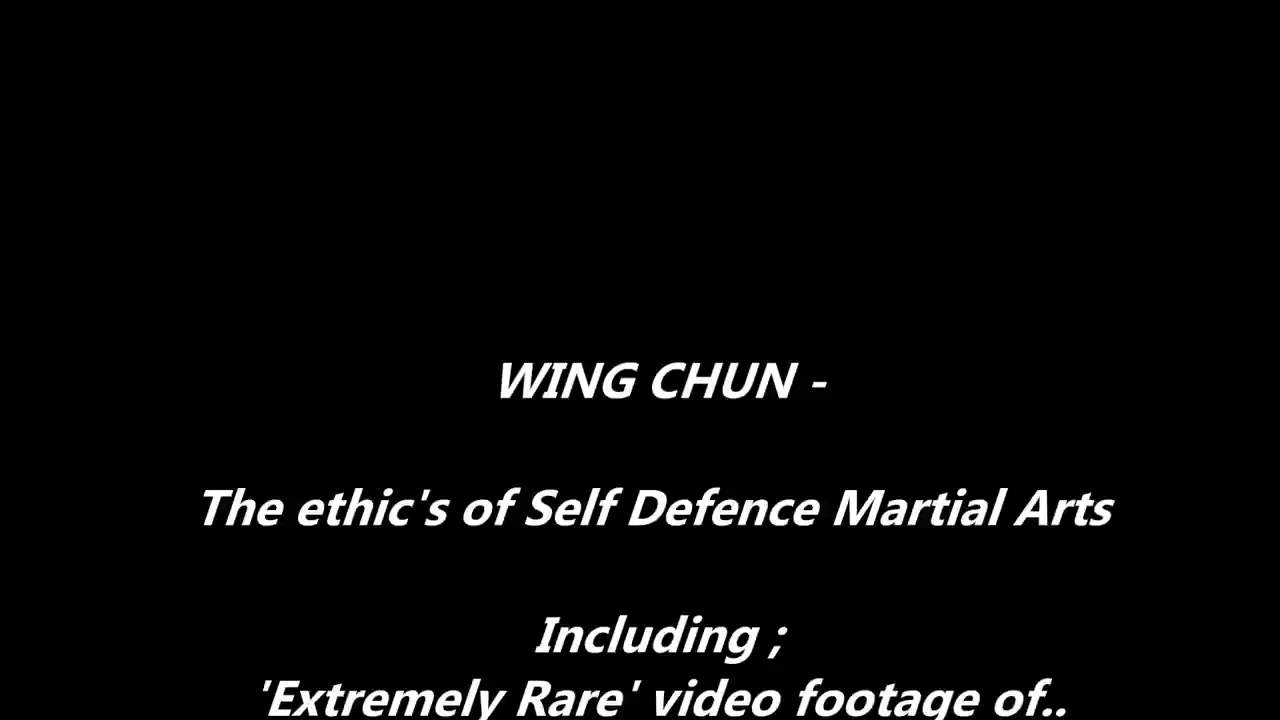 WING CHUN -
The ethic's of Self Defence Martial Arts
Including ;
'Extremely Rare' video footage of..